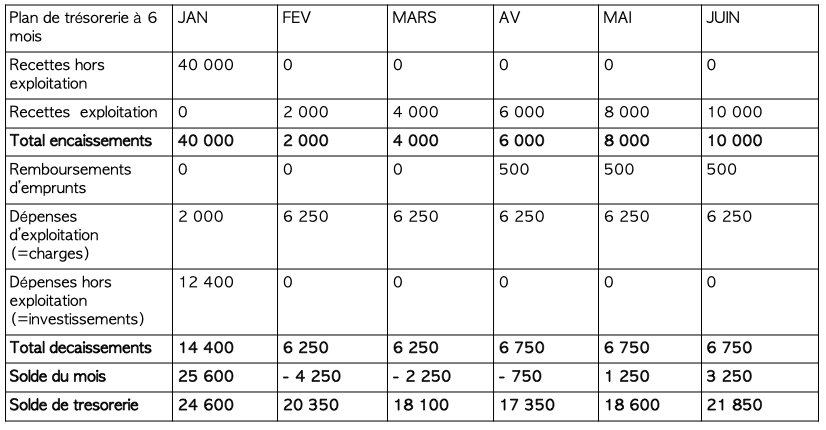 Plan de trésorerie à 6 mois JAN FEV MARS AV MAI JUIN
Recettes hors exploitation 40 000 0 0 0 0 0
Recettes exploitation 0 2 000 4 000 6 000 8 000 10 000
Total encaissements 40 000 2 000 4 000 6 000 8 000 10 000
Remboursements d'emprunts 0 0 0 500 500 500
Dépenses d'exploitation (=charges) 2 000 6 250 6 250 6 250 6 250 6 250
Dépenses hors exploitation (=investissements) 12 400 0 0 0 0 0
Total decaissements 14 400 6 250 6 250 6 750 6 750 6 750
Solde du mois 25 600 - 4 250 - 2 250 - 750 1 250 3 250
Solde de tresorerie 24 600 20 350 18 100 17 350 18 600 21 850